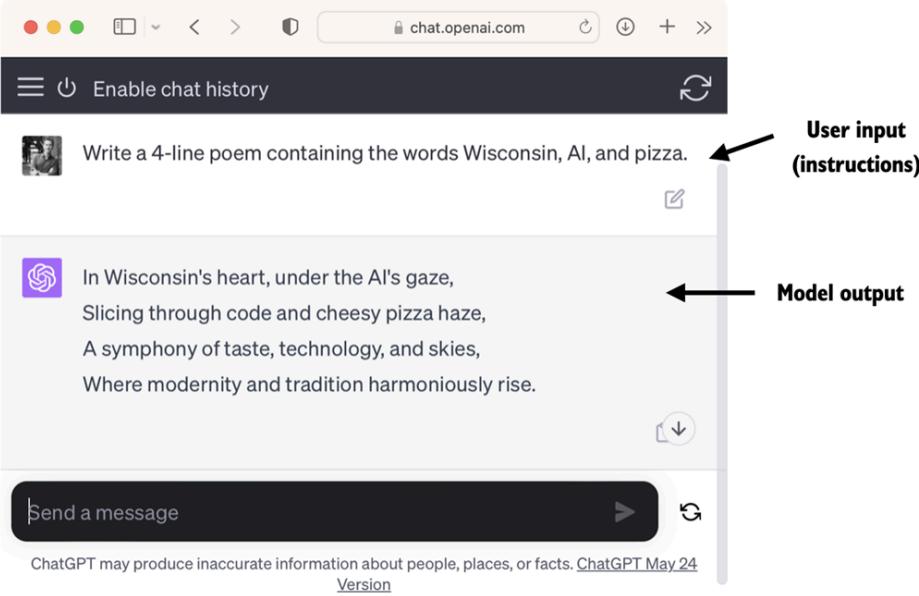 chat.openai.com
Enable chat history
Write a 4-line poem containing the words Wisconsin, AI, and pizza.
User input
(instructions)
In Wisconsin's heart, under the AI's gaze,
Slicing through code and cheesy pizza haze,
A symphony of taste, technology, and skies,
Where modernity and tradition harmoniously rise.
Model output
Send a message
ChatGPT may produce inaccurate information about people, places, or facts. ChatGPT May 24
Version